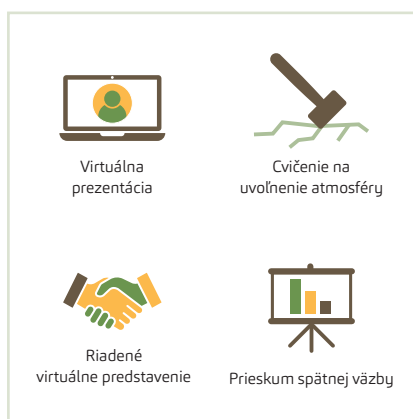 Virtuálna
prezentácia
Cvičenie na
uvoľnenie atmosféry
Riadené
virtuálne predstavenie
Prieskum spätnej väzby